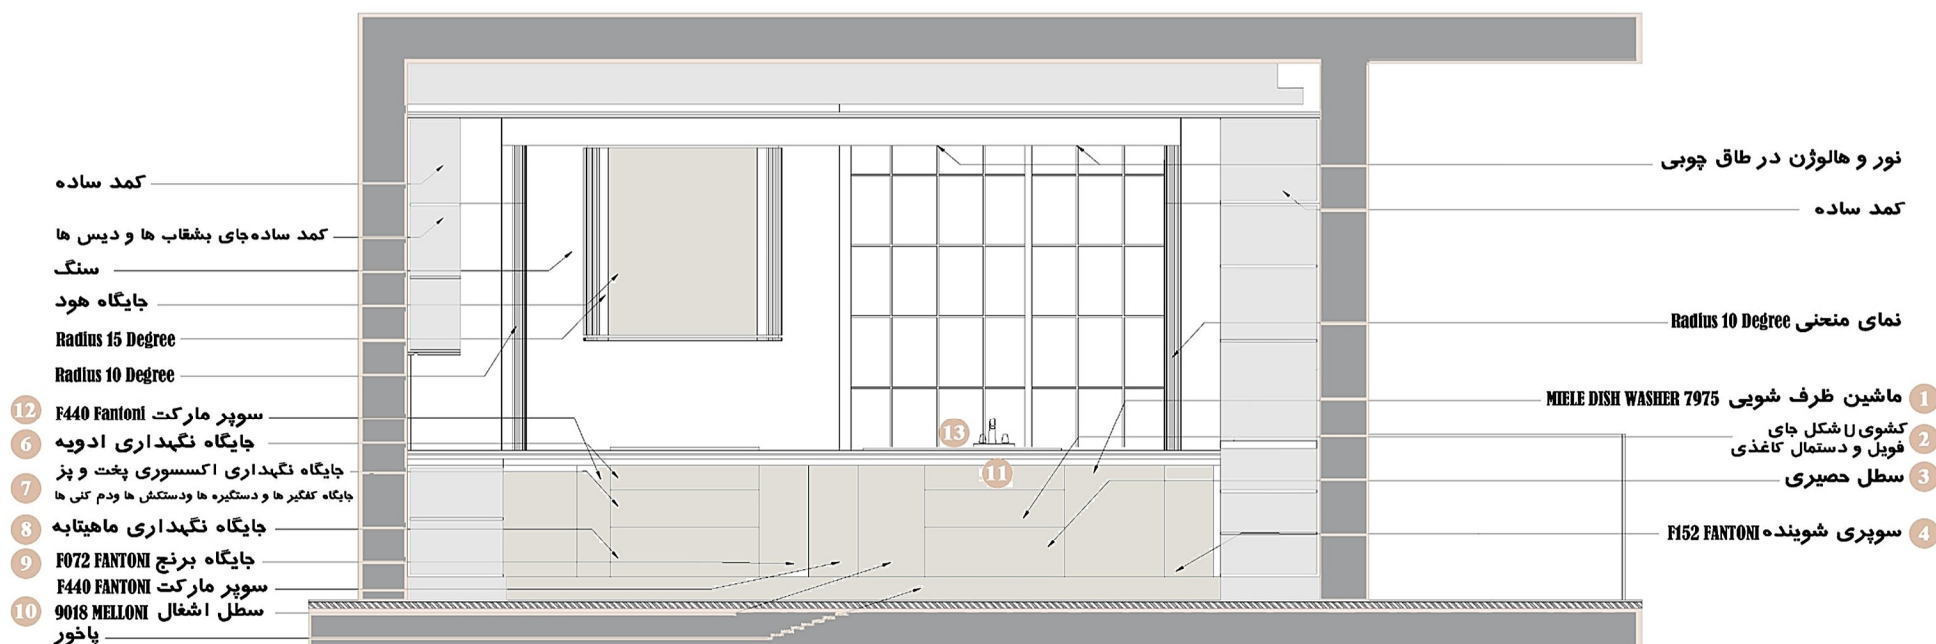 کمد ساده
کمد ساده جای بشقاب ها و دیس ها
سنگ
جایگاه هود
Radius 15 Degree
Radius 10 Degree
12 سوپر مارکت F440 Fantoni
6 جایگاه نگهداری ادویه
جایگاه نگهداری اکسسوری پخت و پز
7 جایگاه کفگیر ها و دستگیره ها ودستکش ها ودم کنی ها
8 جایگاه نگهداری ماهیتابه
9 جایگاه برنج F072 FANTONI
سوپر مارکت F440 FANTONI
10 سطل اشغال 9018 MELLONI
پاخور
13
11
نور و هالوژن در طاق چوبی
کمد ساده
نمای منحنی Radius 10 Degree
1 ماشین ظرف شویی MIELE DISH WASHER 7975
2 کشوی U شکل جای
فویل و دستمال کاغذی
3 سطل حصیری
4 سوپری شوینده F152 FANTONI